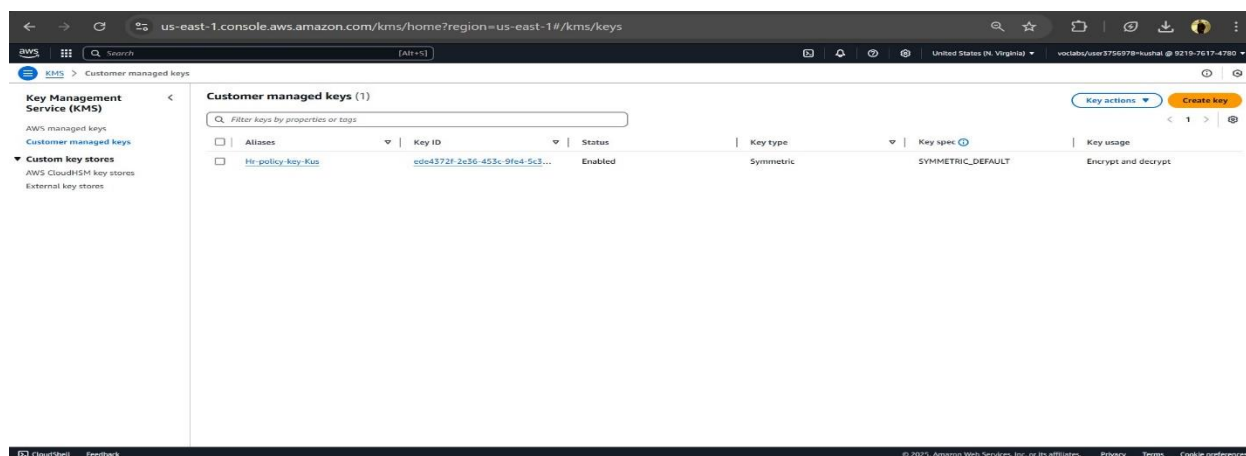 us-east-1.console.aws.amazon.com/kms/home?region=us-east-1#/kms/keys
aws Search [Alt+S] United States (N. Virginia) voclabs/user3756978=kushal @ 9219-7617-4780
KMS > Customer managed keys
Key Management Service (KMS)
AWS managed keys
Customer managed keys
Custom key stores
AWS CloudHSM key stores
External key stores
Customer managed keys (1)
Key actions Create key
Filter keys by properties or tags
1
Aliases Key ID Status Key type Key spec Key usage
Hr-policy-key-Kus ede4372f-2e36-453c-9fe4-5c3... Enabled Symmetric SYMMETRIC_DEFAULT Encrypt and decrypt
CloudShell Feedback © 2025, Amazon Web Services, Inc. or its affiliates. Privacy Terms Cookie preferences